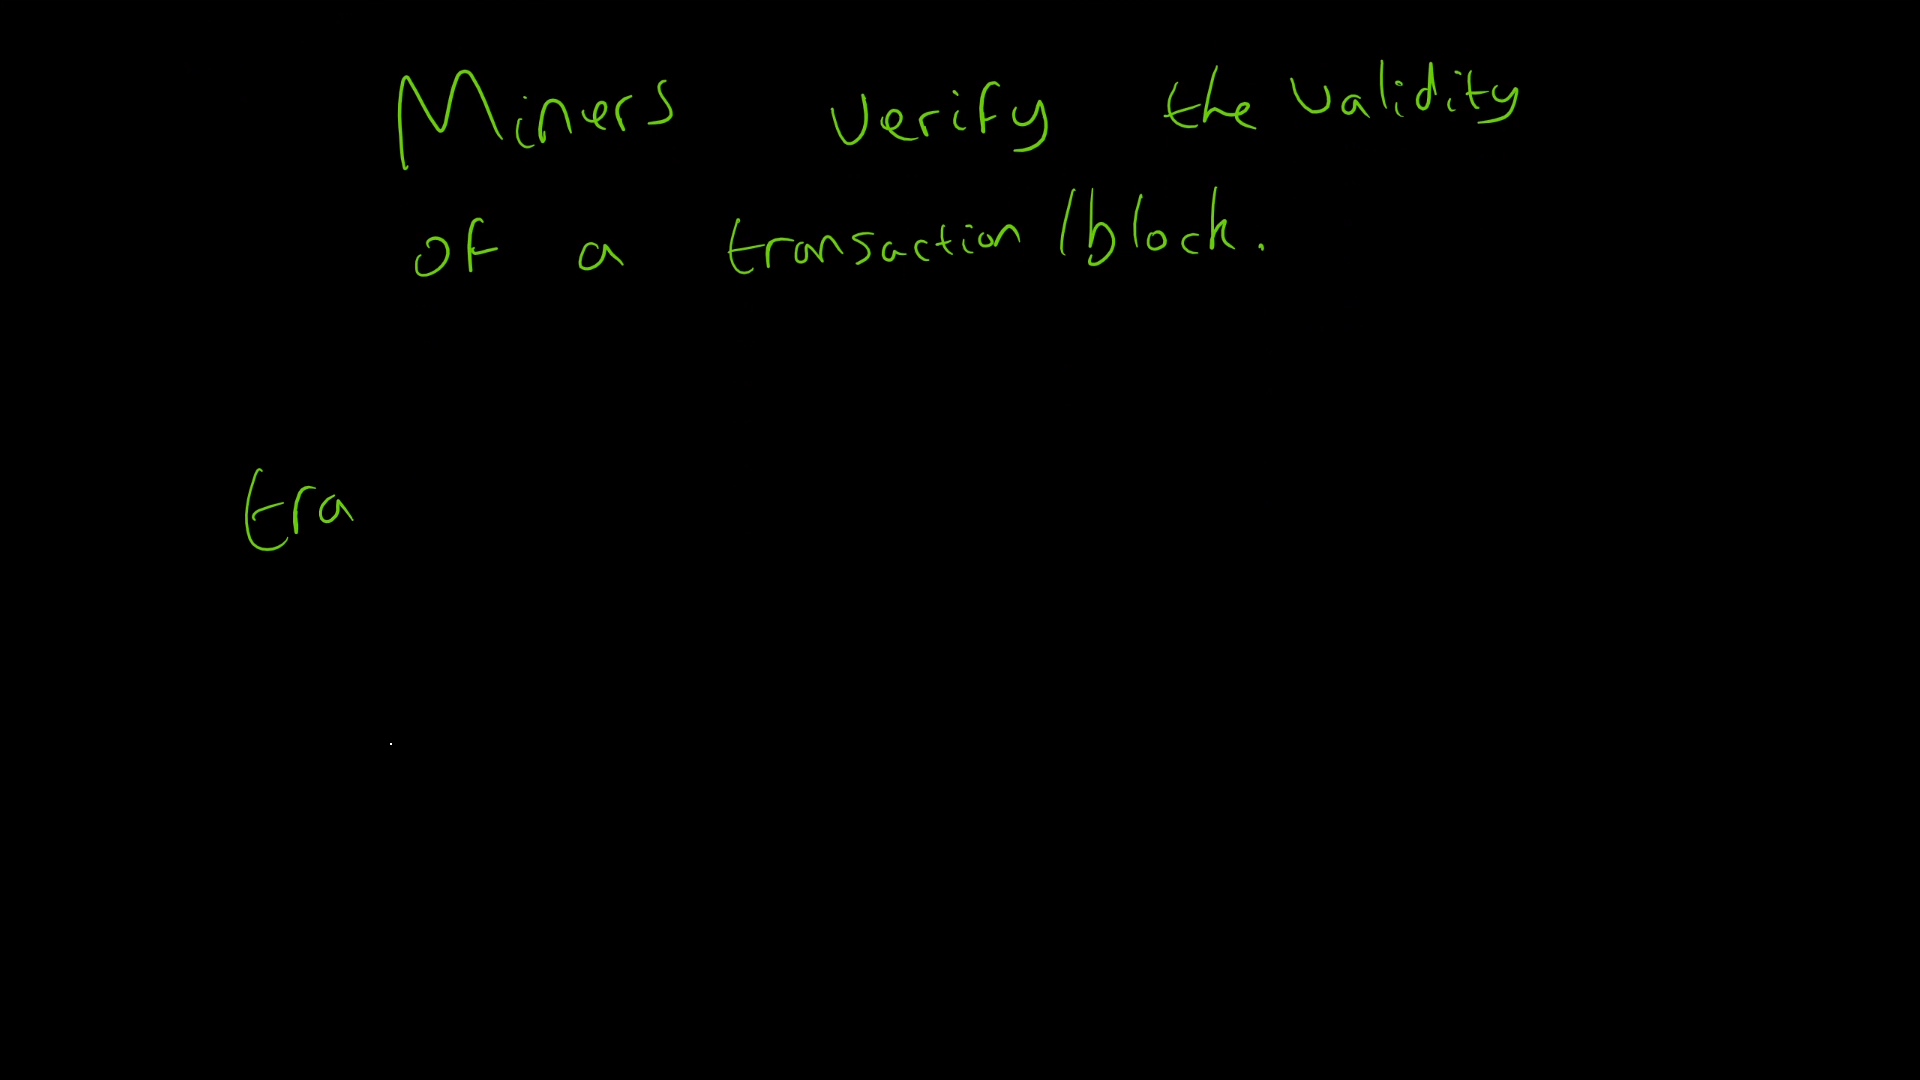 Miners verify the validity
of a transaction/block.
tra